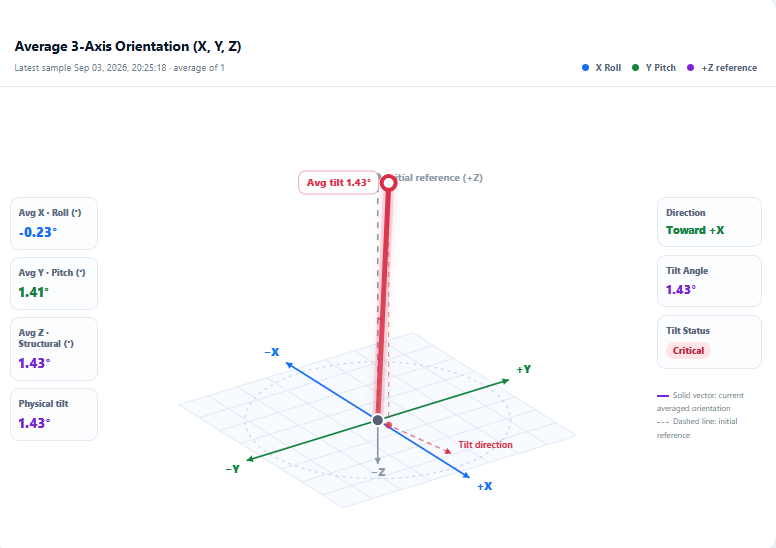 Average 3-Axis Orientation (X, Y, Z)
Latest sample Sep 03, 2026, 20:25:18 · average of 1
X Roll
Y Pitch
+Z reference
Avg tilt 1.43°
itial reference (+Z)
Avg X · Roll (°)
-0.23°
Avg Y · Pitch (°)
1.41°
Avg Z ·
Structural (°)
1.43°
Physical tilt
1.43°
Direction
Toward +X
Tilt Angle
1.43°
Tilt Status
Critical
Solid vector: current
averaged orientation
Dashed line: initial
reference
−X
+Y
Tilt direction
−Y
−Z
+X